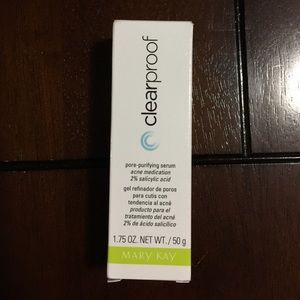 clearproof
pore-purifying serum
acne medication
2% salicylic acid
gel refinador de poros
para cutis con
tendencia al acné
producto para el
tratamiento del acné
2% de ácido salicílico
1.75 OZ. NET WT. / 50 g
MARY KAY